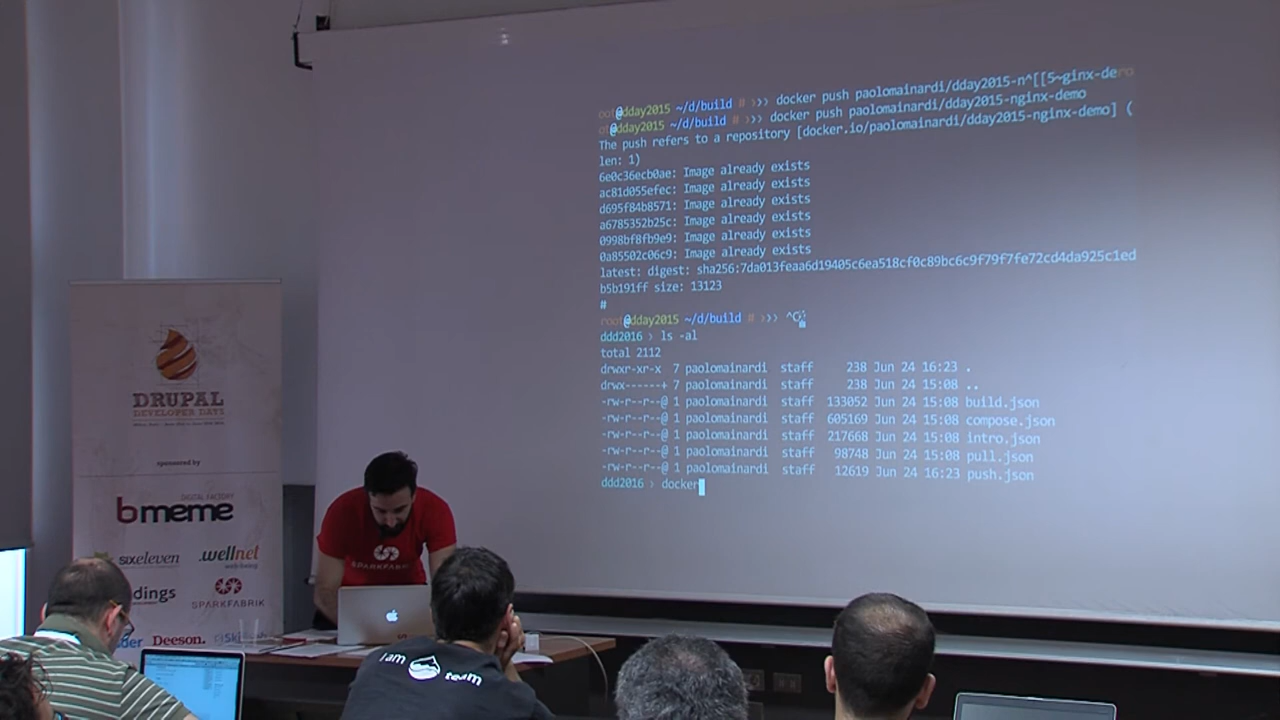 root@dday2015 ~/d/build # ❯❯❯ docker push paolomainardi/dday2015-n^[[5~ginx-demo
root@dday2015 ~/d/build # ❯❯❯ docker push paolomainardi/dday2015-nginx-demo
The push refers to a repository [docker.io/paolomainardi/dday2015-nginx-demo] (
len: 1)
6e0c36ecb0ae: Image already exists
ac81d055efec: Image already exists
d695f84b8571: Image already exists
a6785352b25c: Image already exists
0998bf8fb9e9: Image already exists
0a85502c06c9: Image already exists
latest: digest: sha256:7da013feaa6d19405c6ea518cf0c89bc6c9f79f7fe72cd4da925c1ed
b5b191ff size: 13123
#
root@dday2015 ~/d/build # ❯❯❯ ^C
ddd2016 › ls -al
total 2112
drwxr-xr-x 7 paolomainardi staff 238 Jun 24 16:23 .
drwx------+ 7 paolomainardi staff 238 Jun 24 15:08 ..
-rw-r--r--@ 1 paolomainardi staff 133052 Jun 24 15:08 build.json
-rw-r--r--@ 1 paolomainardi staff 605169 Jun 24 15:08 compose.json
-rw-r--r--@ 1 paolomainardi staff 217668 Jun 24 15:08 intro.json
-rw-r--r--@ 1 paolomainardi staff 98748 Jun 24 15:08 pull.json
-rw-r--r--@ 1 paolomainardi staff 12619 Jun 24 16:23 push.json
ddd2016 › docker
DRUPAL
DEVELOPER DAYS
sponsored by
DIGITAL FACTORY
bmeme
sixeleven
.wellnet
SPARKFABRIK
Deeson.
SPARKFABRIK
i am
team